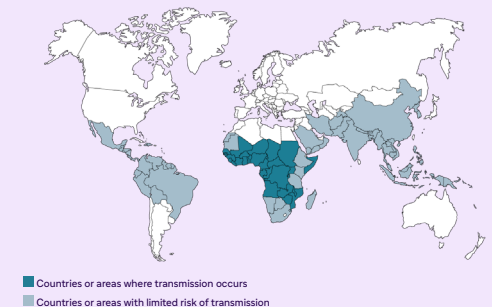 Countries or areas where transmission occurs
Countries or areas with limited risk of transmission